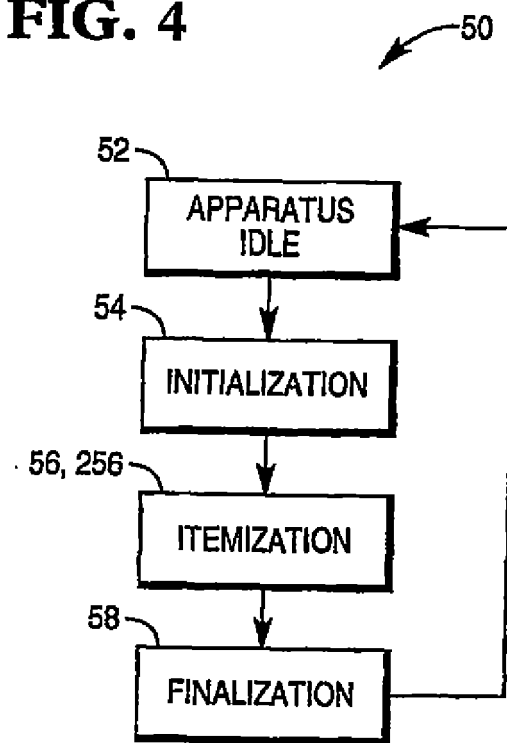 FIG. 4
50
52
APPARATUS
IDLE
54
INITIALIZATION
56, 256
ITEMIZATION
58
FINALIZATION